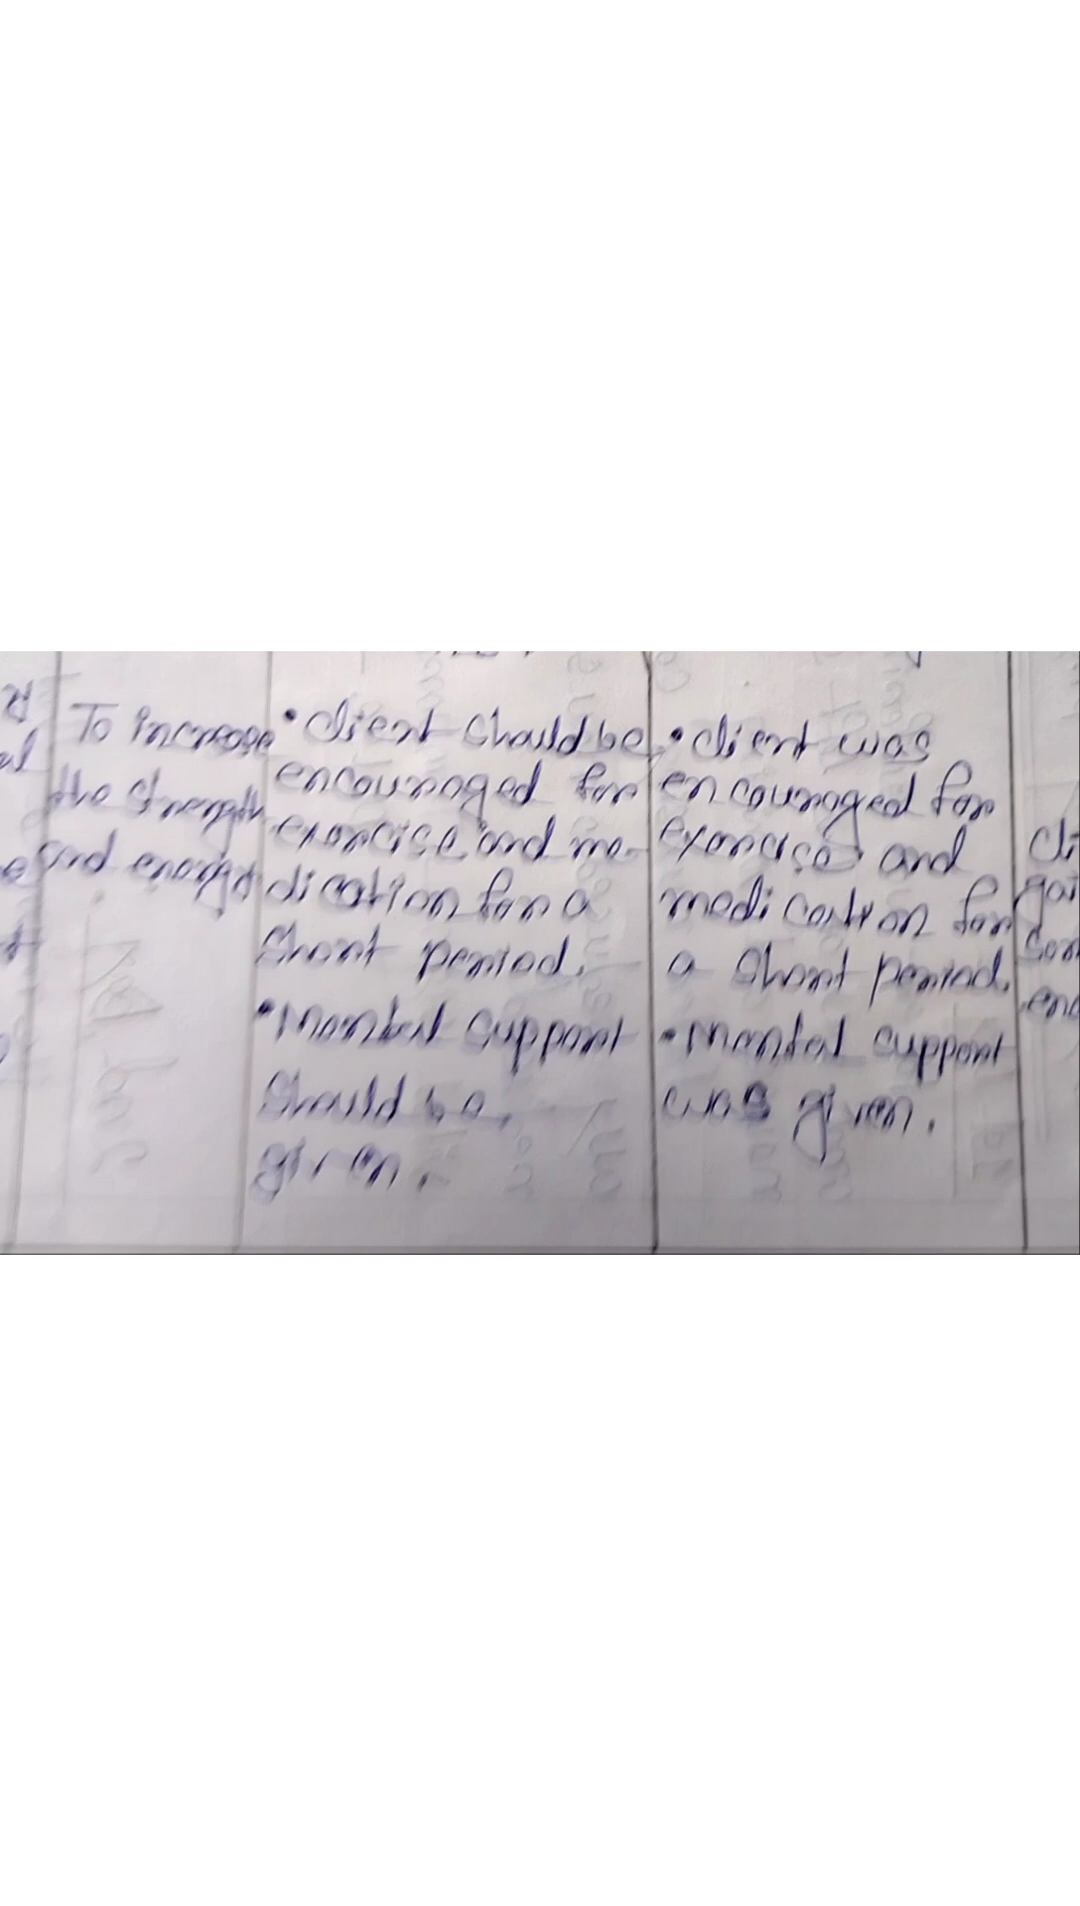 To increase
the strength
and energy
• client should be
encouraged for
exercise and me-
dication for a
short period.
• Mental support
should be
given.
• client was
encouraged for
exercise and
medication for
a short period.
• Mental support
was given.